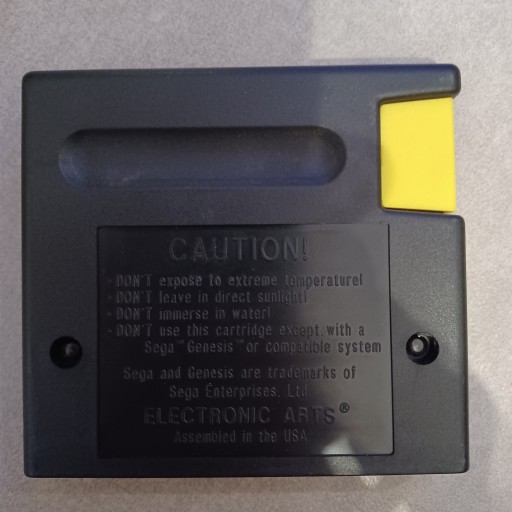 CAUTION!
- DON'T expose to extreme temperature!
- DON'T leave in direct sunlight!
- DON'T immerse in water!
- DON'T use this cartridge except with a
Sega™ Genesis™ or compatible system
Sega and Genesis are trademarks of
Sega Enterprises, Ltd.
ELECTRONIC ARTS®
Assembled in the USA